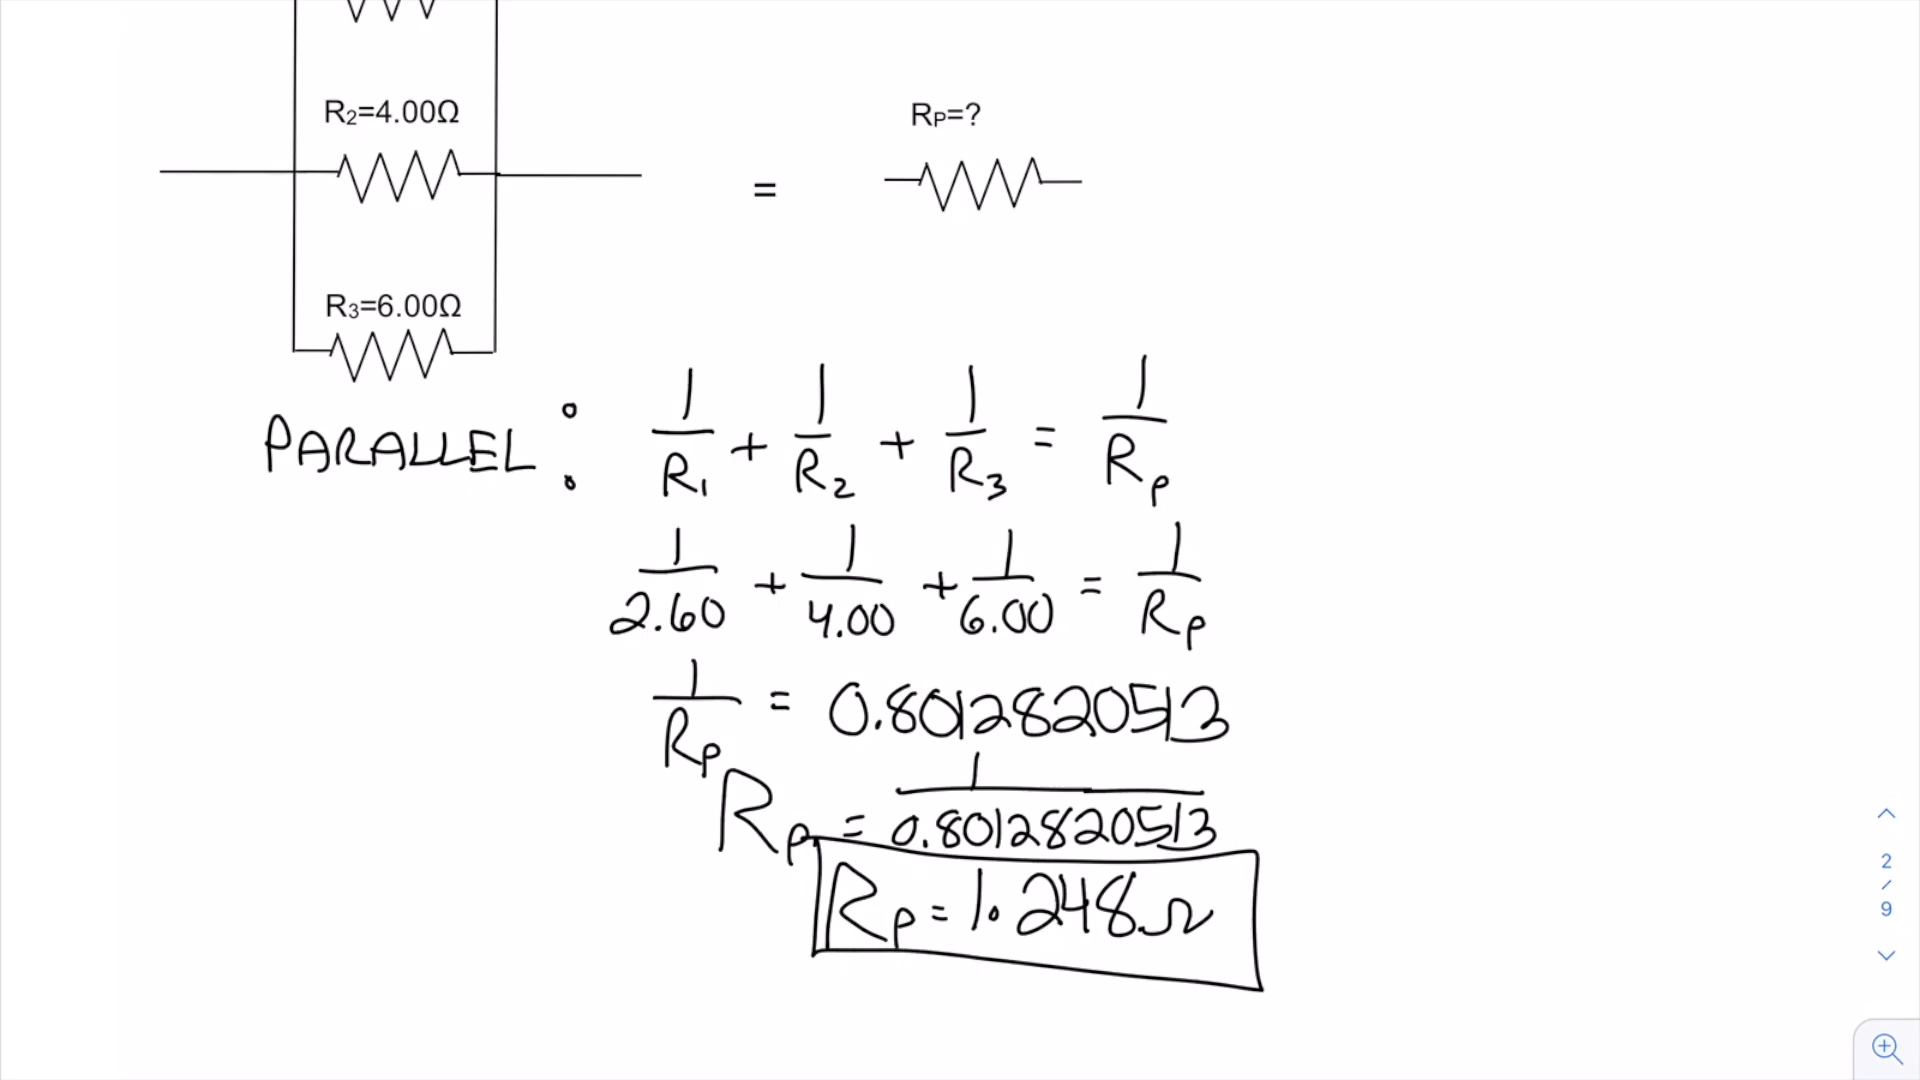 R₂=4.00Ω
Rₚ=?
=
R₃=6.00Ω
PARALLEL: 1/R₁ + 1/R₂ + 1/R₃ = 1/Rₚ
1/2.60 + 1/4.00 + 1/6.00 = 1/Rₚ
1/Rₚ = 0.8012820513
Rₚ = 1/0.8012820513
Rₚ = 1.248Ω
2
/
9